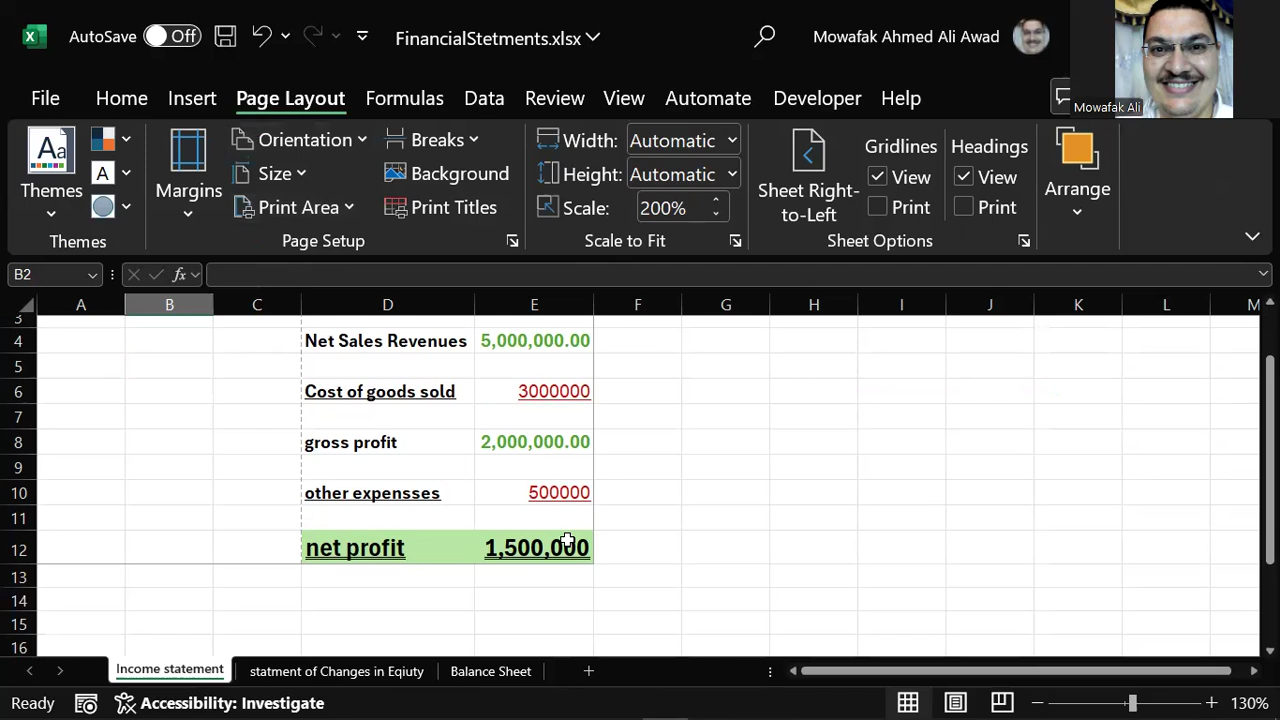 AutoSave Off FinancialStetments.xlsx Mowafak Ahmed Ali Awad
Mowafak Ali
File Home Insert Page Layout Formulas Data Review View Automate Developer Help
Themes
Margins
Orientation
Size
Print Area
Breaks
Background
Print Titles
Width: Automatic
Height: Automatic
Scale: 200%
Sheet Right-
to-Left
Gridlines
View
Print
Headings
View
Print
Arrange
Themes Page Setup Scale to Fit Sheet Options
B2 fx
A B C D E F G H I J K L M
3
4 Net Sales Revenues 5,000,000.00
5
6 Cost of goods sold 3000000
7
8 gross profit 2,000,000.00
9
10 other expensses 500000
11
12 net profit 1,500,000
13
14
15
16
Income statement statment of Changes in Eqiuty Balance Sheet
Ready Accessibility: Investigate 130%